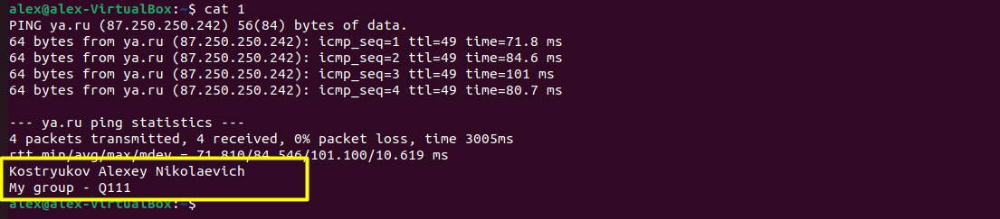 alex@alex-VirtualBox:~$ cat 1
PING ya.ru (87.250.250.242) 56(84) bytes of data.
64 bytes from ya.ru (87.250.250.242): icmp_seq=1 ttl=49 time=71.8 ms
64 bytes from ya.ru (87.250.250.242): icmp_seq=2 ttl=49 time=84.6 ms
64 bytes from ya.ru (87.250.250.242): icmp_seq=3 ttl=49 time=101 ms
64 bytes from ya.ru (87.250.250.242): icmp_seq=4 ttl=49 time=80.7 ms
--- ya.ru ping statistics ---
4 packets transmitted, 4 received, 0% packet loss, time 3005ms
rtt min/avg/max/mdev = 71.810/84.546/101.100/10.619 ms
Kostryukov Alexey Nikolaevich
My group - Q111
alex@alex-VirtualBox:~$